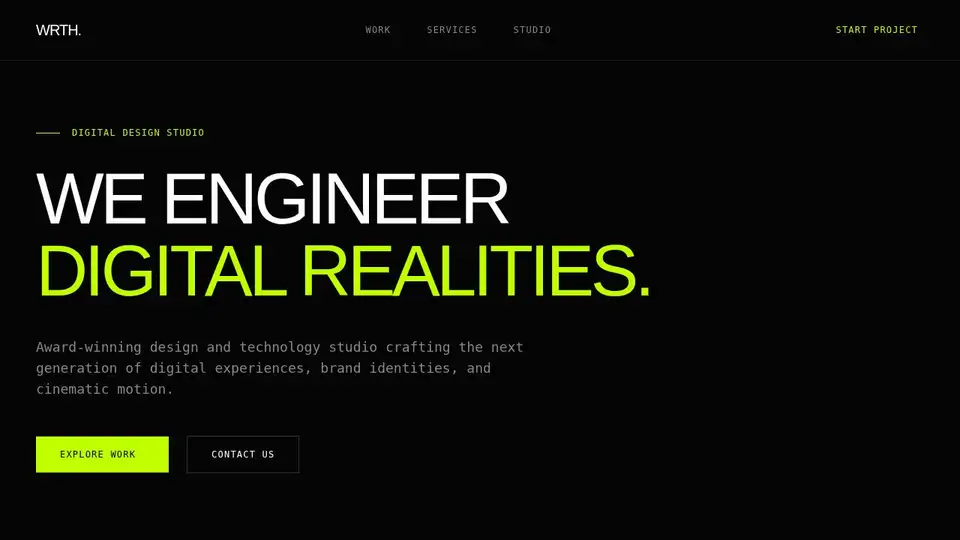 WRTH.
WORK
SERVICES
STUDIO
START PROJECT
DIGITAL DESIGN STUDIO
WE ENGINEER
DIGITAL REALITIES.
Award-winning design and technology studio crafting the next
generation of digital experiences, brand identities, and
cinematic motion.
EXPLORE WORK
CONTACT US